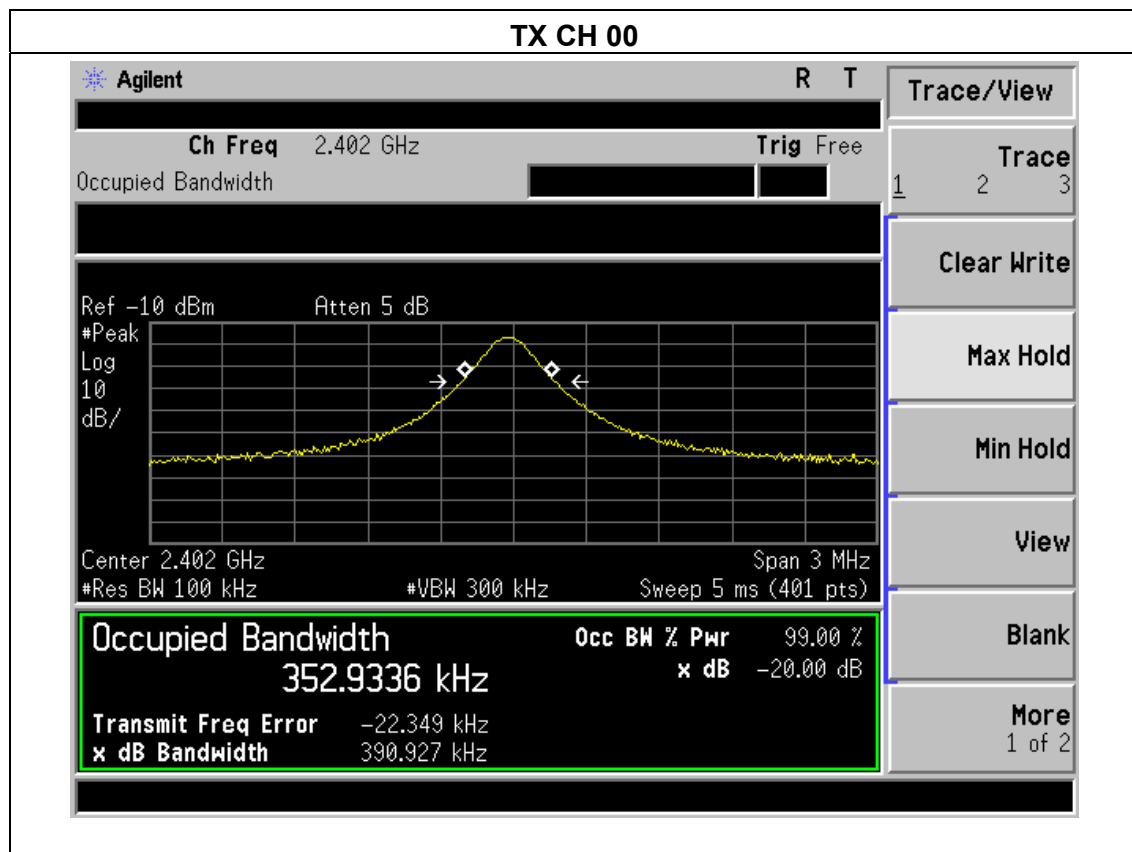 TX CH 00
Agilent R T
Ch Freq 2.402 GHz Trig Free
Occupied Bandwidth
Ref -10 dBm Atten 5 dB
#Peak
Log
10
dB/
Center 2.402 GHz Span 3 MHz
#Res BW 100 kHz #VBW 300 kHz Sweep 5 ms (401 pts)
Occupied Bandwidth
352.9336 kHz
Occ BW % Pwr 99.00 %
x dB -20.00 dB
Transmit Freq Error -22.349 kHz
x dB Bandwidth 390.927 kHz
Trace/View
Trace
1 2 3
Clear Write
Max Hold
Min Hold
View
Blank
More
1 of 2